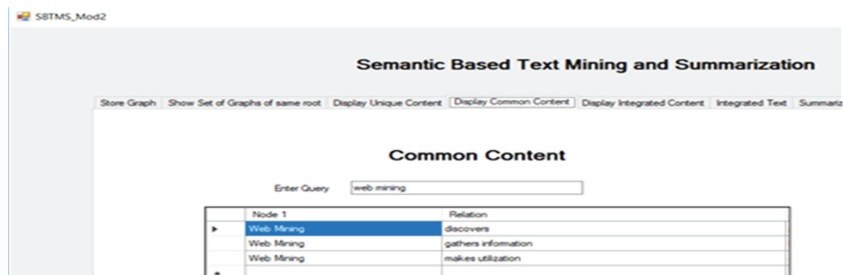 SBTMS_Mod2
Semantic Based Text Mining and Summarization
Store Graph Show Set of Graphs of same root Display Unique Content Display Common Content Display Integrated Content Integrated Text
Common Content
Enter Query web mining
Node 1 Relation
Web Mining discovers
Web Mining gathers information
Web Mining makes utilization